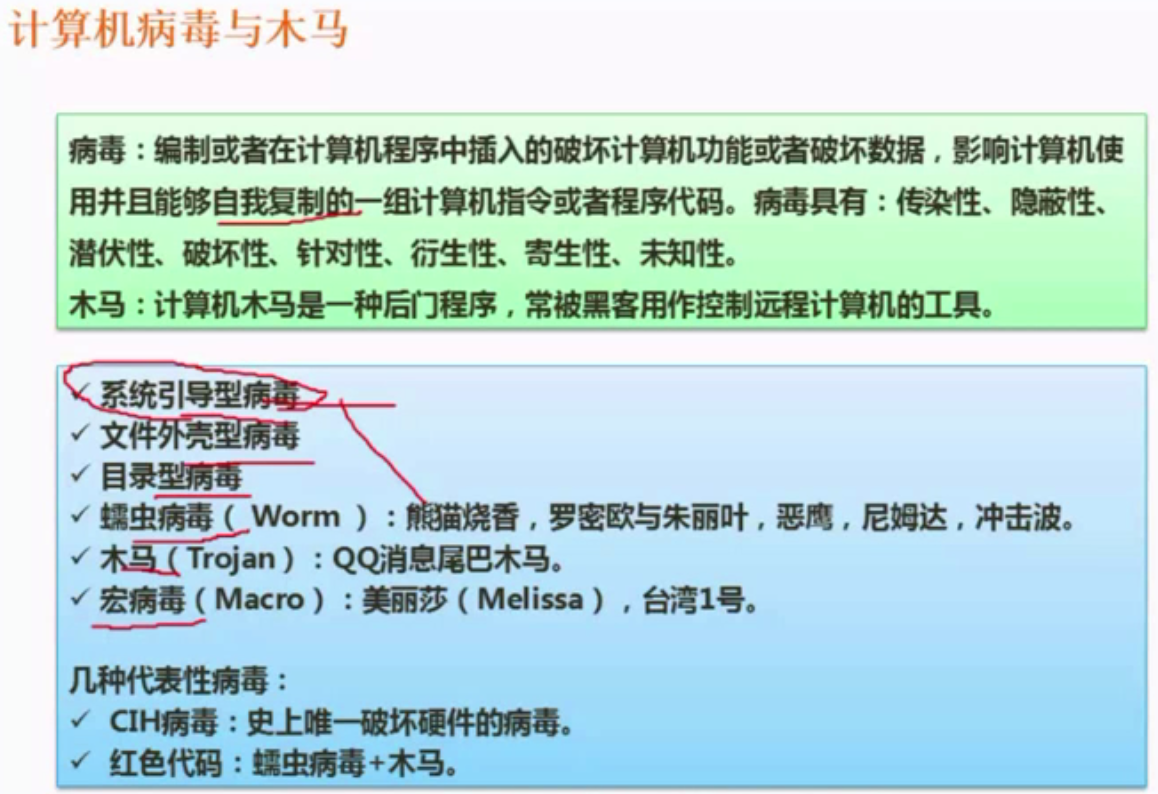 计算机病毒与木马
病毒：编制或者在计算机程序中插入的破坏计算机功能或者破坏数据，影响计算机使
用并且能够自我复制的一组计算机指令或者程序代码。病毒具有：传染性、隐蔽性、
潜伏性、破坏性、针对性、衍生性、寄生性、未知性。
木马：计算机木马是一种后门程序，常被黑客用作控制远程计算机的工具。
✓ 系统引导型病毒
✓ 文件外壳型病毒
✓ 目录型病毒
✓ 蠕虫病毒（ Worm ）：熊猫烧香，罗密欧与朱丽叶，恶鹰，尼姆达，冲击波。
✓ 木马（Trojan）：QQ消息尾巴木马。
✓ 宏病毒（Macro）：美丽莎（Melissa），台湾1号。
几种代表性病毒：
✓ CIH病毒：史上唯一破坏硬件的病毒。
✓ 红色代码：蠕虫病毒+木马。